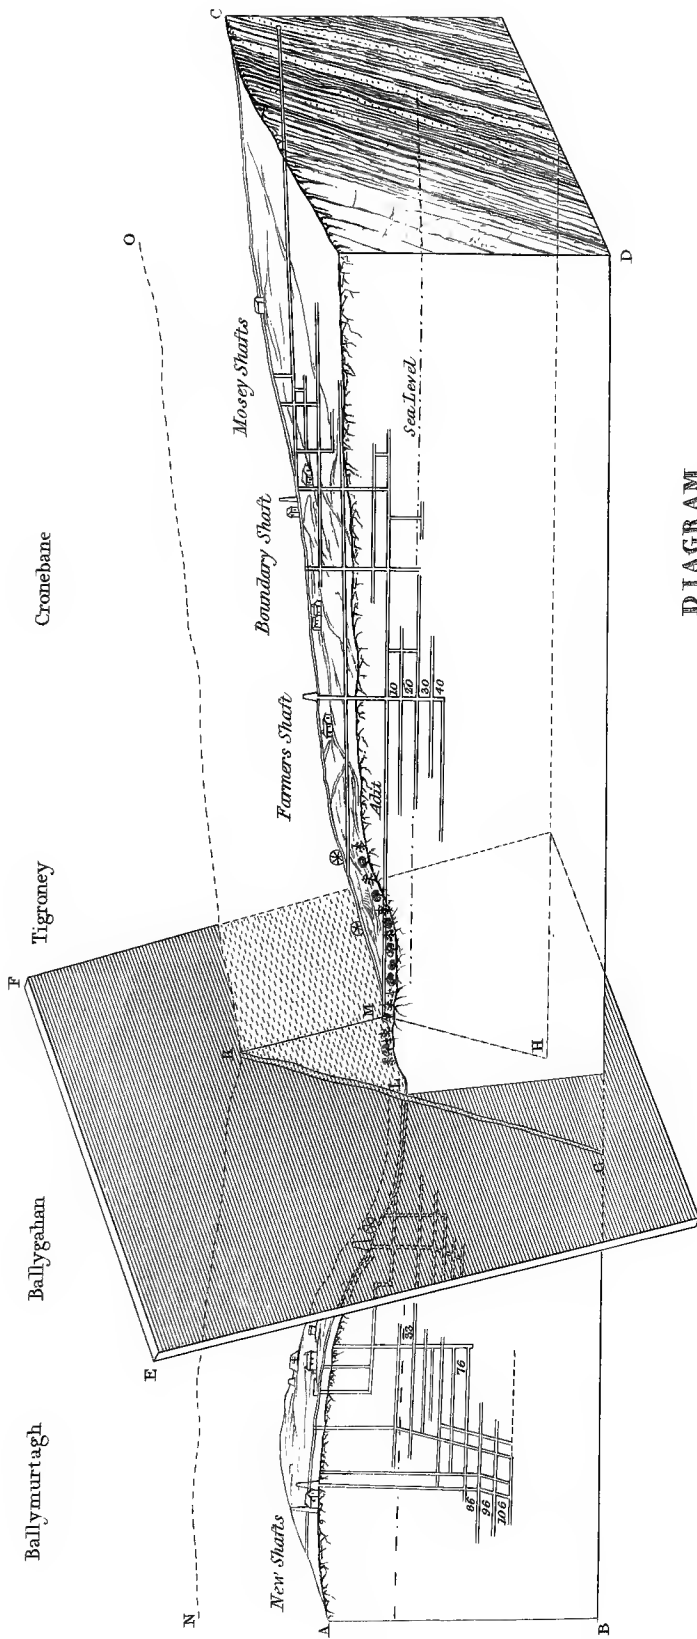 Ballymurtagh Ballygahan Tigroney Cronebane
F
E
N
O
C
Mosey Shafts
Boundary Shaft
Farmers Shaft
New Shafts
A
M
L
Adit
Sea Level
10
20
30
40
33
76
86
96
106
H
G
B
D
DIAGRAM